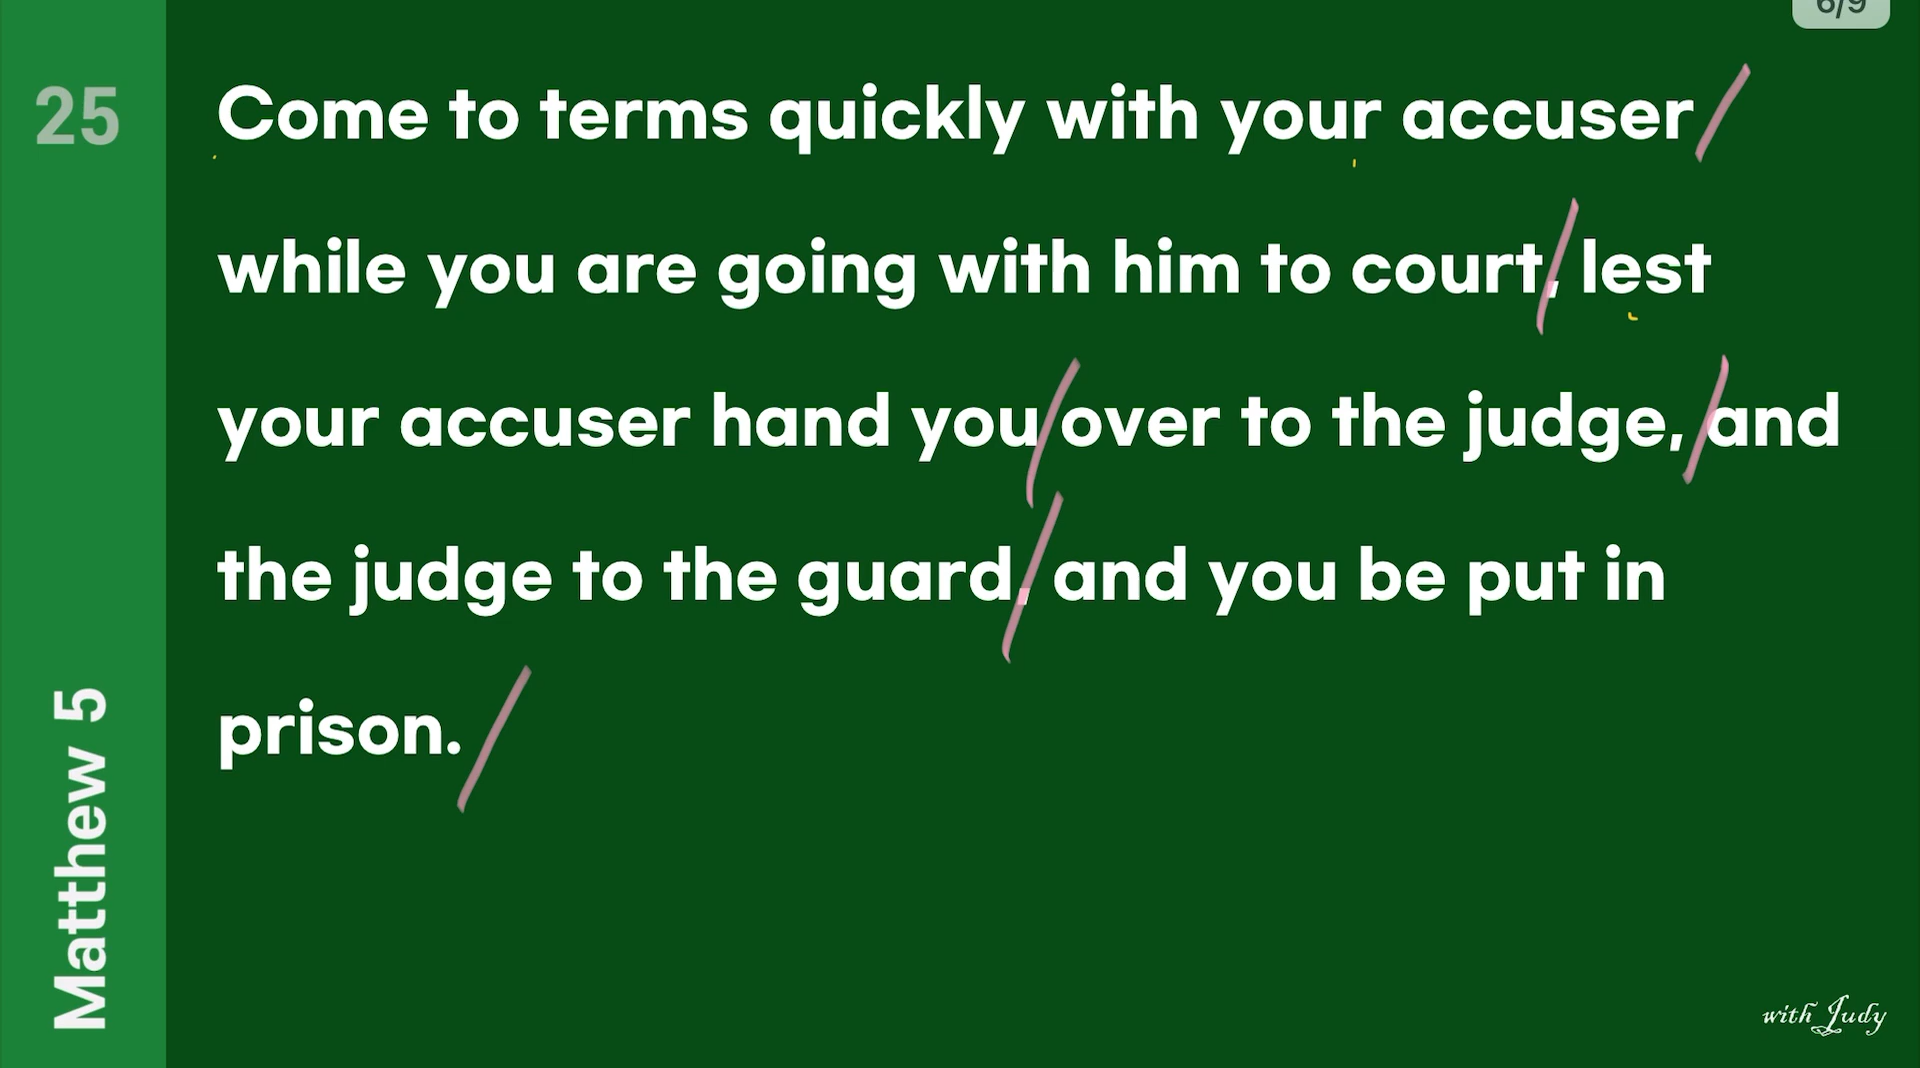 6/9
25
Come to terms quickly with your accuser
while you are going with him to court, lest
your accuser hand you over to the judge, and
the judge to the guard, and you be put in
prison.
Matthew 5
with Judy